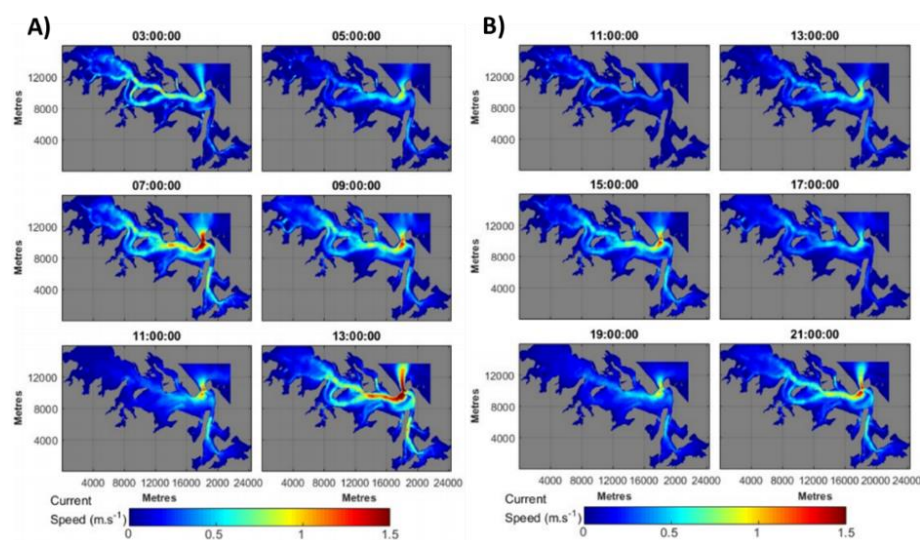 A)
03:00:00 05:00:00
12000
8000
4000
Metres
07:00:00 09:00:00
12000
8000
4000
Metres
11:00:00 13:00:00
12000
8000
4000
Metres
4000 8000 12000 16000 20000 24000 4000 8000 12000 16000 20000 24000
Metres Metres
Current
Speed (m.s⁻¹)
0 0.5 1 1.5
B)
11:00:00 13:00:00
12000
8000
4000
Metres
15:00:00 17:00:00
12000
8000
4000
Metres
19:00:00 21:00:00
12000
8000
4000
Metres
4000 8000 12000 16000 20000 24000 4000 8000 12000 16000 20000 24000
Metres Metres
Current
Speed (m.s⁻¹)
0 0.5 1 1.5